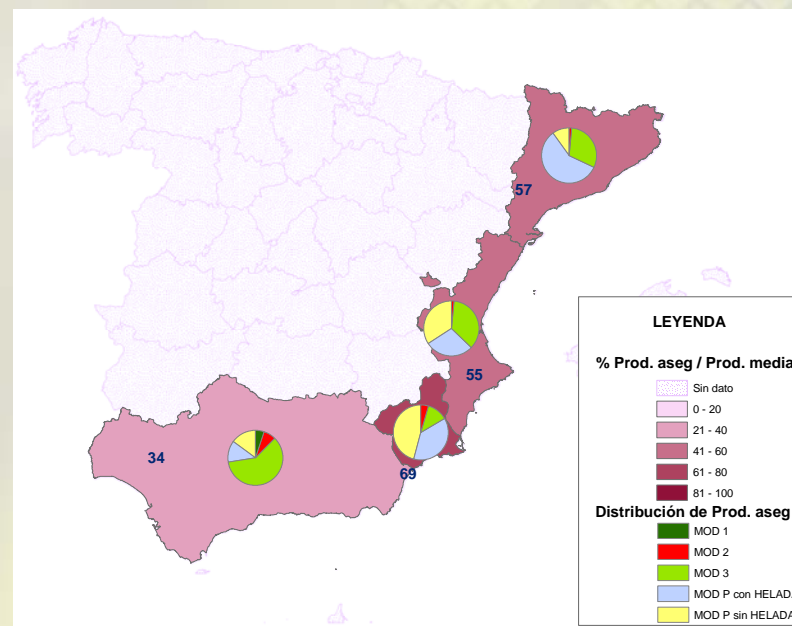 57
55
34
69
LEYENDA
% Prod. aseg / Prod. media
Sin dato
0 - 20
21 - 40
41 - 60
61 - 80
81 - 100
Distribución de Prod. aseg
MOD 1
MOD 2
MOD 3
MOD P con HELADA
MOD P sin HELADA